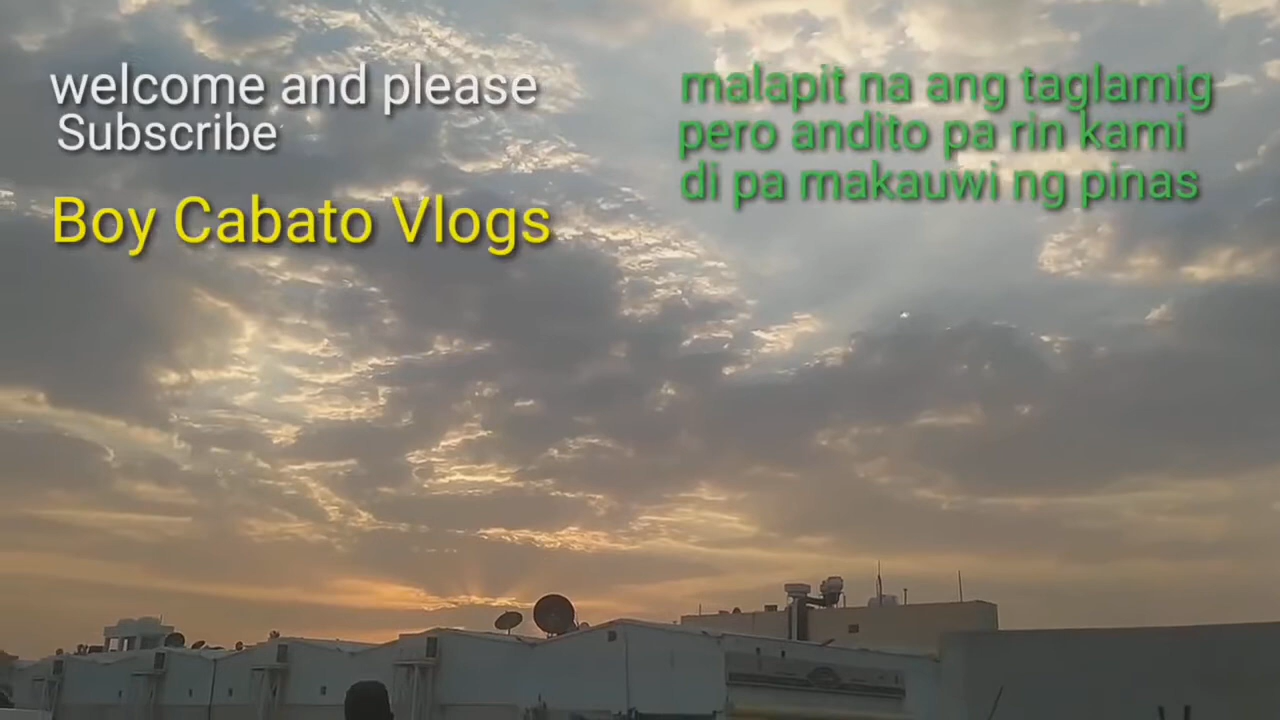 welcome and please
Subscribe
Boy Cabato Vlogs
malapit na ang taglamig
pero andito pa rin kami
di pa makauwi ng pinas